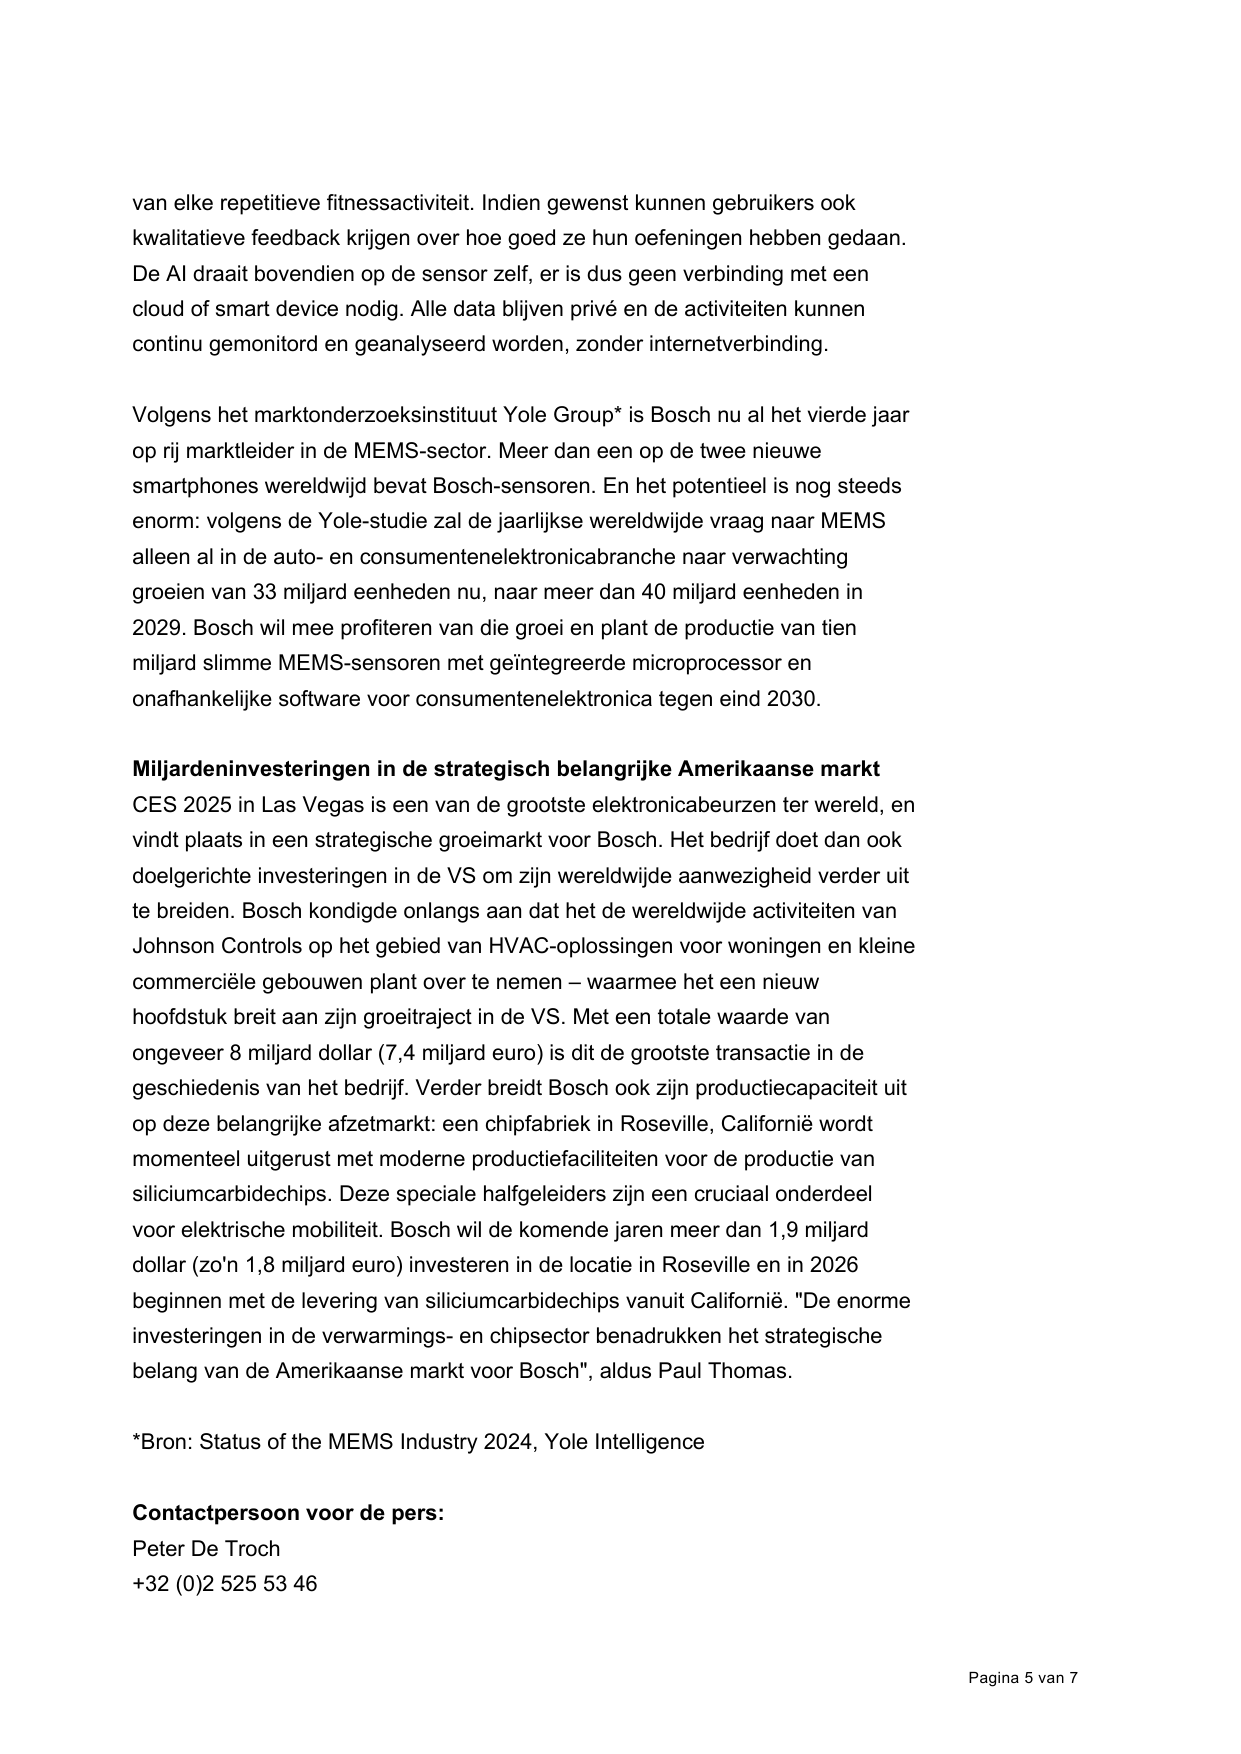 van elke repetitieve fitnessactiviteit. Indien gewenst kunnen gebruikers ook
kwalitatieve feedback krijgen over hoe goed ze hun oefeningen hebben gedaan.
De AI draait bovendien op de sensor zelf, er is dus geen verbinding met een
cloud of smart device nodig. Alle data blijven privé en de activiteiten kunnen
continu gemonitord en geanalyseerd worden, zonder internetverbinding.
Volgens het marktonderzoeksinstituut Yole Group* is Bosch nu al het vierde jaar
op rij marktleider in de MEMS-sector. Meer dan een op de twee nieuwe
smartphones wereldwijd bevat Bosch-sensoren. En het potentieel is nog steeds
enorm: volgens de Yole-studie zal de jaarlijkse wereldwijde vraag naar MEMS
alleen al in de auto- en consumentenelektronicabranche naar verwachting
groeien van 33 miljard eenheden nu, naar meer dan 40 miljard eenheden in
2029. Bosch wil mee profiteren van die groei en plant de productie van tien
miljard slimme MEMS-sensoren met geïntegreerde microprocessor en
onafhankelijke software voor consumentenelektronica tegen eind 2030.
Miljardeninvesteringen in de strategisch belangrijke Amerikaanse markt
CES 2025 in Las Vegas is een van de grootste elektronicabeurzen ter wereld, en
vindt plaats in een strategische groeimarkt voor Bosch. Het bedrijf doet dan ook
doelgerichte investeringen in de VS om zijn wereldwijde aanwezigheid verder uit
te breiden. Bosch kondigde onlangs aan dat het de wereldwijde activiteiten van
Johnson Controls op het gebied van HVAC-oplossingen voor woningen en kleine
commerciële gebouwen plant over te nemen – waarmee het een nieuw
hoofdstuk breit aan zijn groeitraject in de VS. Met een totale waarde van
ongeveer 8 miljard dollar (7,4 miljard euro) is dit de grootste transactie in de
geschiedenis van het bedrijf. Verder breidt Bosch ook zijn productiecapaciteit uit
op deze belangrijke afzetmarkt: een chipfabriek in Roseville, Californië wordt
momenteel uitgerust met moderne productiefaciliteiten voor de productie van
siliciumcarbidechips. Deze speciale halfgeleiders zijn een cruciaal onderdeel
voor elektrische mobiliteit. Bosch wil de komende jaren meer dan 1,9 miljard
dollar (zo'n 1,8 miljard euro) investeren in de locatie in Roseville en in 2026
beginnen met de levering van siliciumcarbidechips vanuit Californië. "De enorme
investeringen in de verwarmings- en chipsector benadrukken het strategische
belang van de Amerikaanse markt voor Bosch", aldus Paul Thomas.
*Bron: Status of the MEMS Industry 2024, Yole Intelligence
Contactpersoon voor de pers:
Peter De Troch
+32 (0)2 525 53 46
Pagina 5 van 7